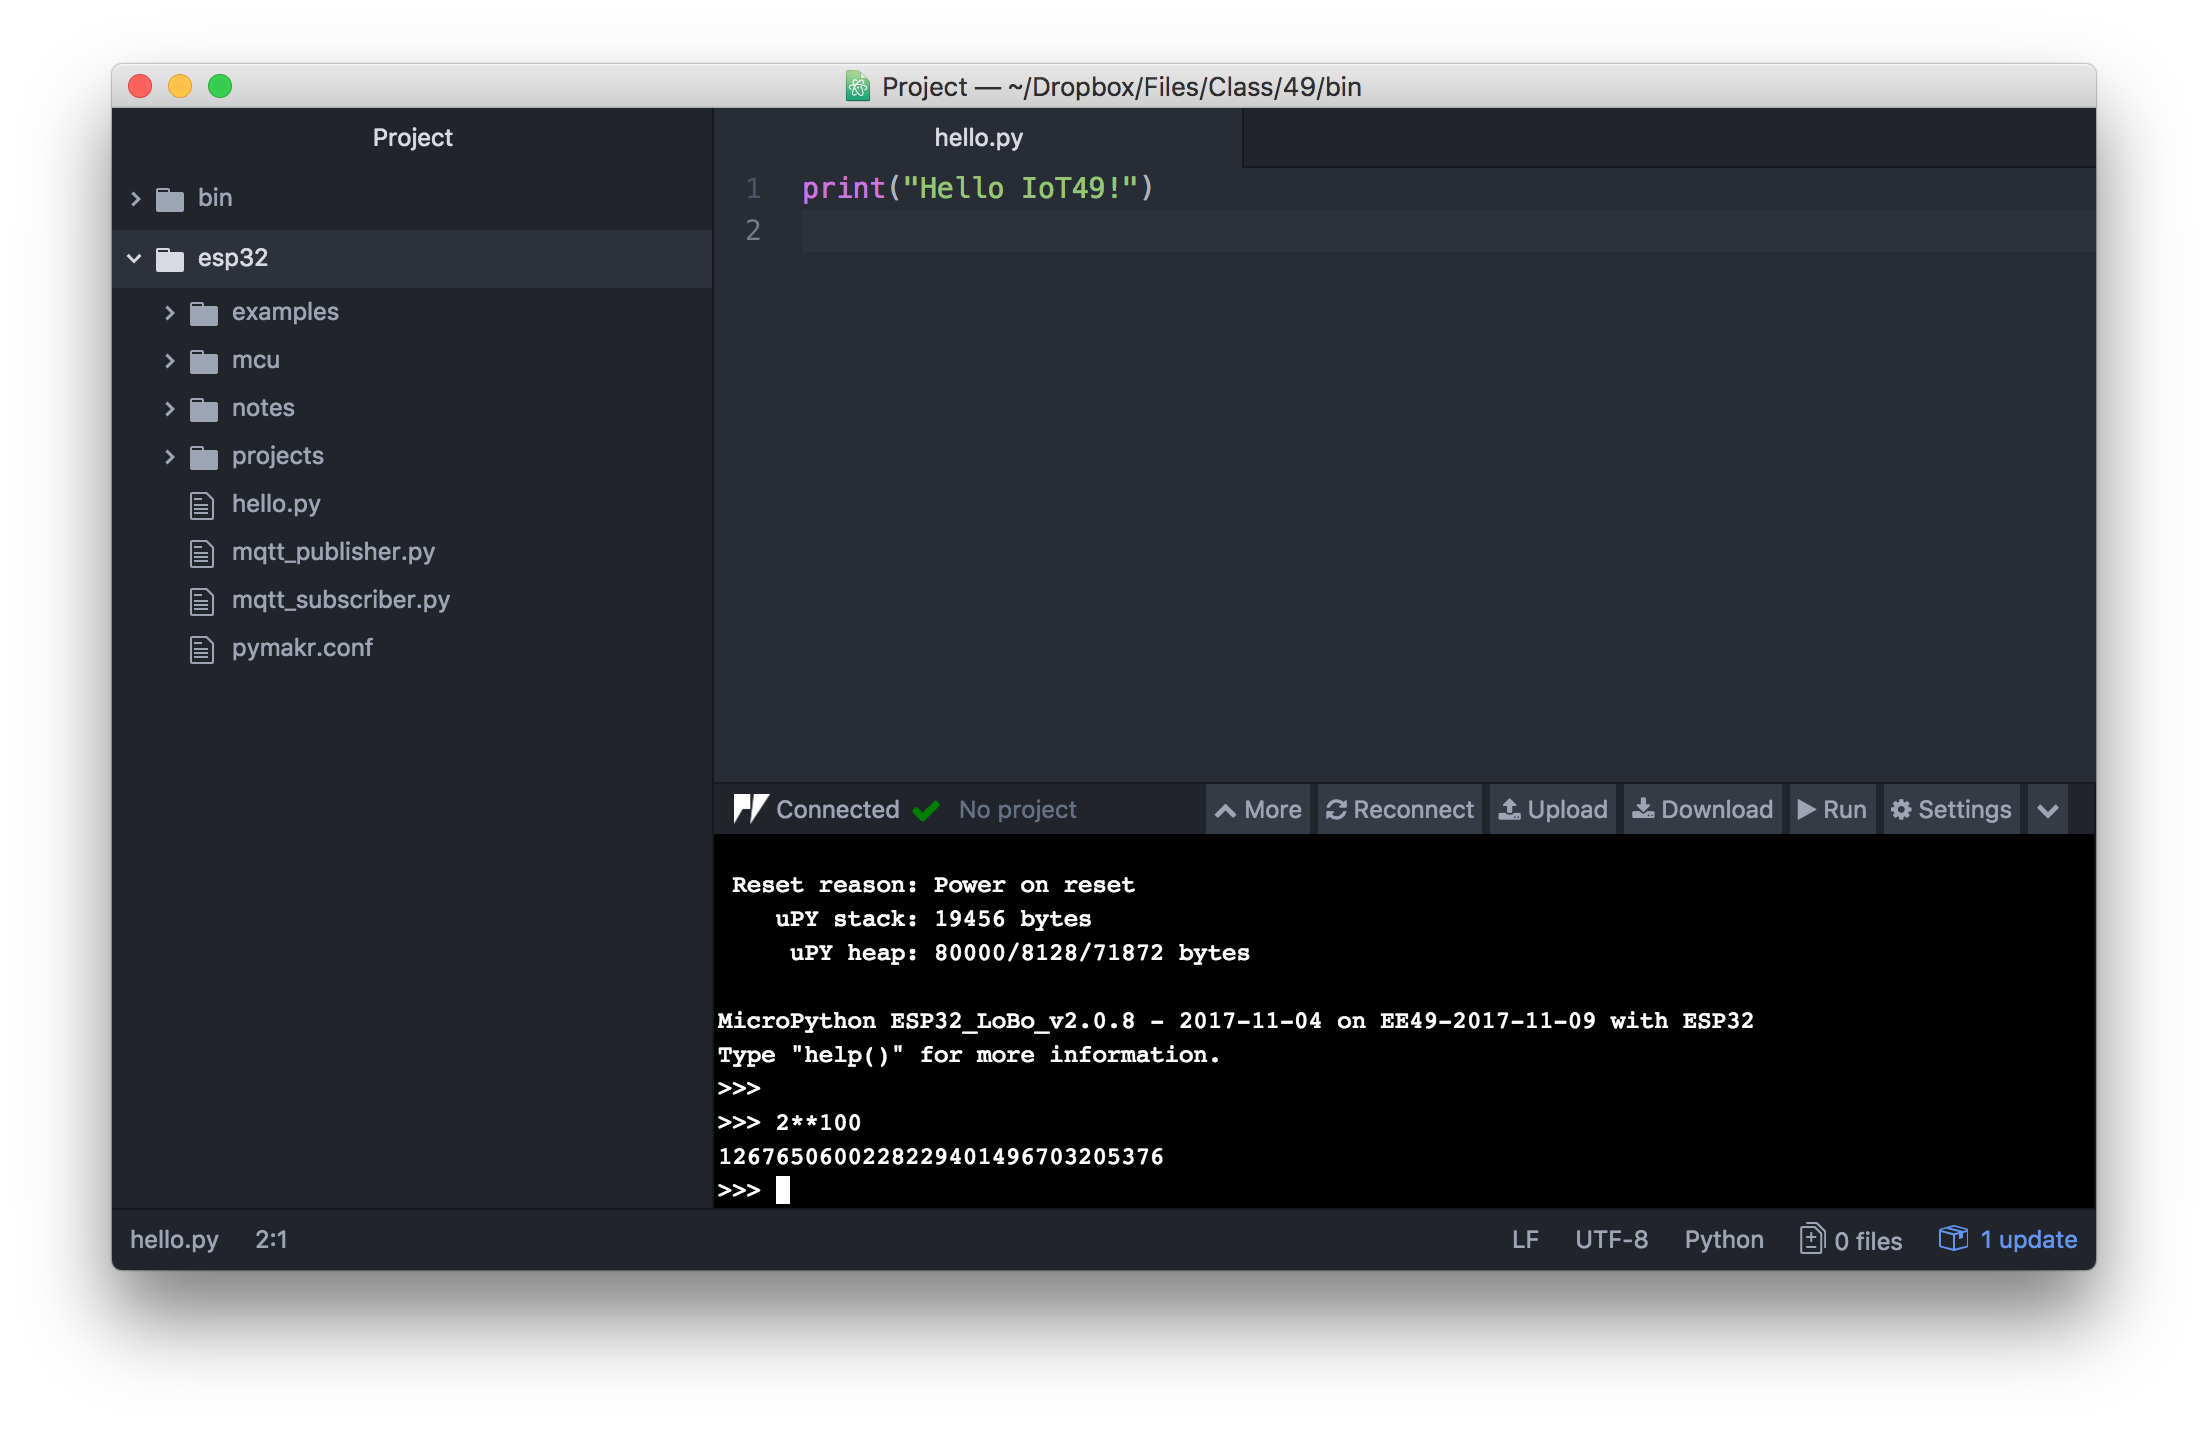 Project — ~/Dropbox/Files/Class/49/bin
Project
bin
esp32
examples
mcu
notes
projects
hello.py
mqtt_publisher.py
mqtt_subscriber.py
pymakr.conf
hello.py
1 print("Hello IoT49!")
2
Connected No project More Reconnect Upload Download Run Settings
Reset reason: Power on reset
uPY stack: 19456 bytes
uPY heap: 80000/8128/71872 bytes
MicroPython ESP32_LoBo_v2.0.8 - 2017-11-04 on EE49-2017-11-09 with ESP32
Type "help()" for more information.
>>>
>>> 2**100
1267650600228229401496703205376
>>>
hello.py 2:1 LF UTF-8 Python 0 files 1 update